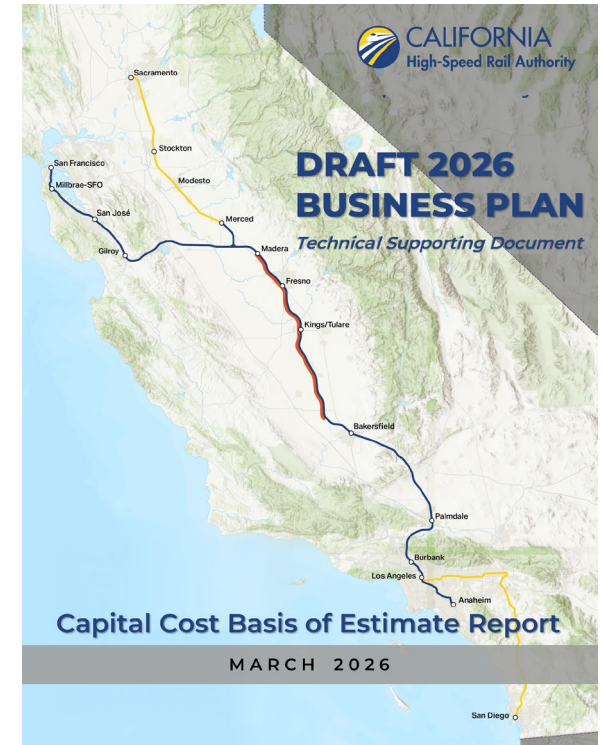 CALIFORNIA
High-Speed Rail Authority
DRAFT 2026
BUSINESS PLAN
Technical Supporting Document
Sacramento
Stockton
Modesto
San Francisco
Millbrae-SFO
San José
Gilroy
Merced
Madera
Fresno
Kings/Tulare
Bakersfield
Palmdale
Burbank
Los Angeles
Anaheim
Capital Cost Basis of Estimate Report
MARCH 2026
San Diego